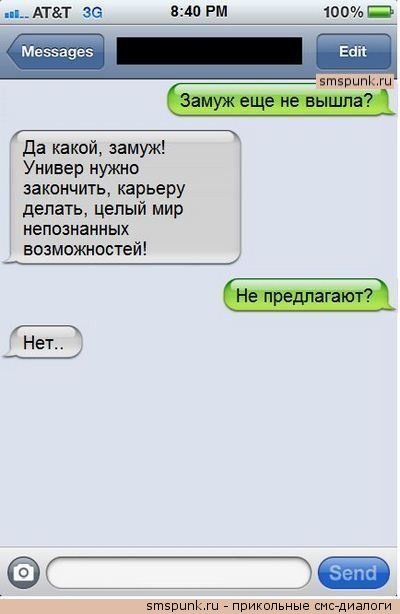 AT&T 3G 8:40 PM 100%
Messages Edit
smspunk.ru
Замуж еще не вышла?
Да какой, замуж!
Универ нужно
закончить, карьеру
делать, целый мир
непознанных
возможностей!
Не предлагают?
Нет..
Send
smspunk.ru - прикольные смс-диалоги